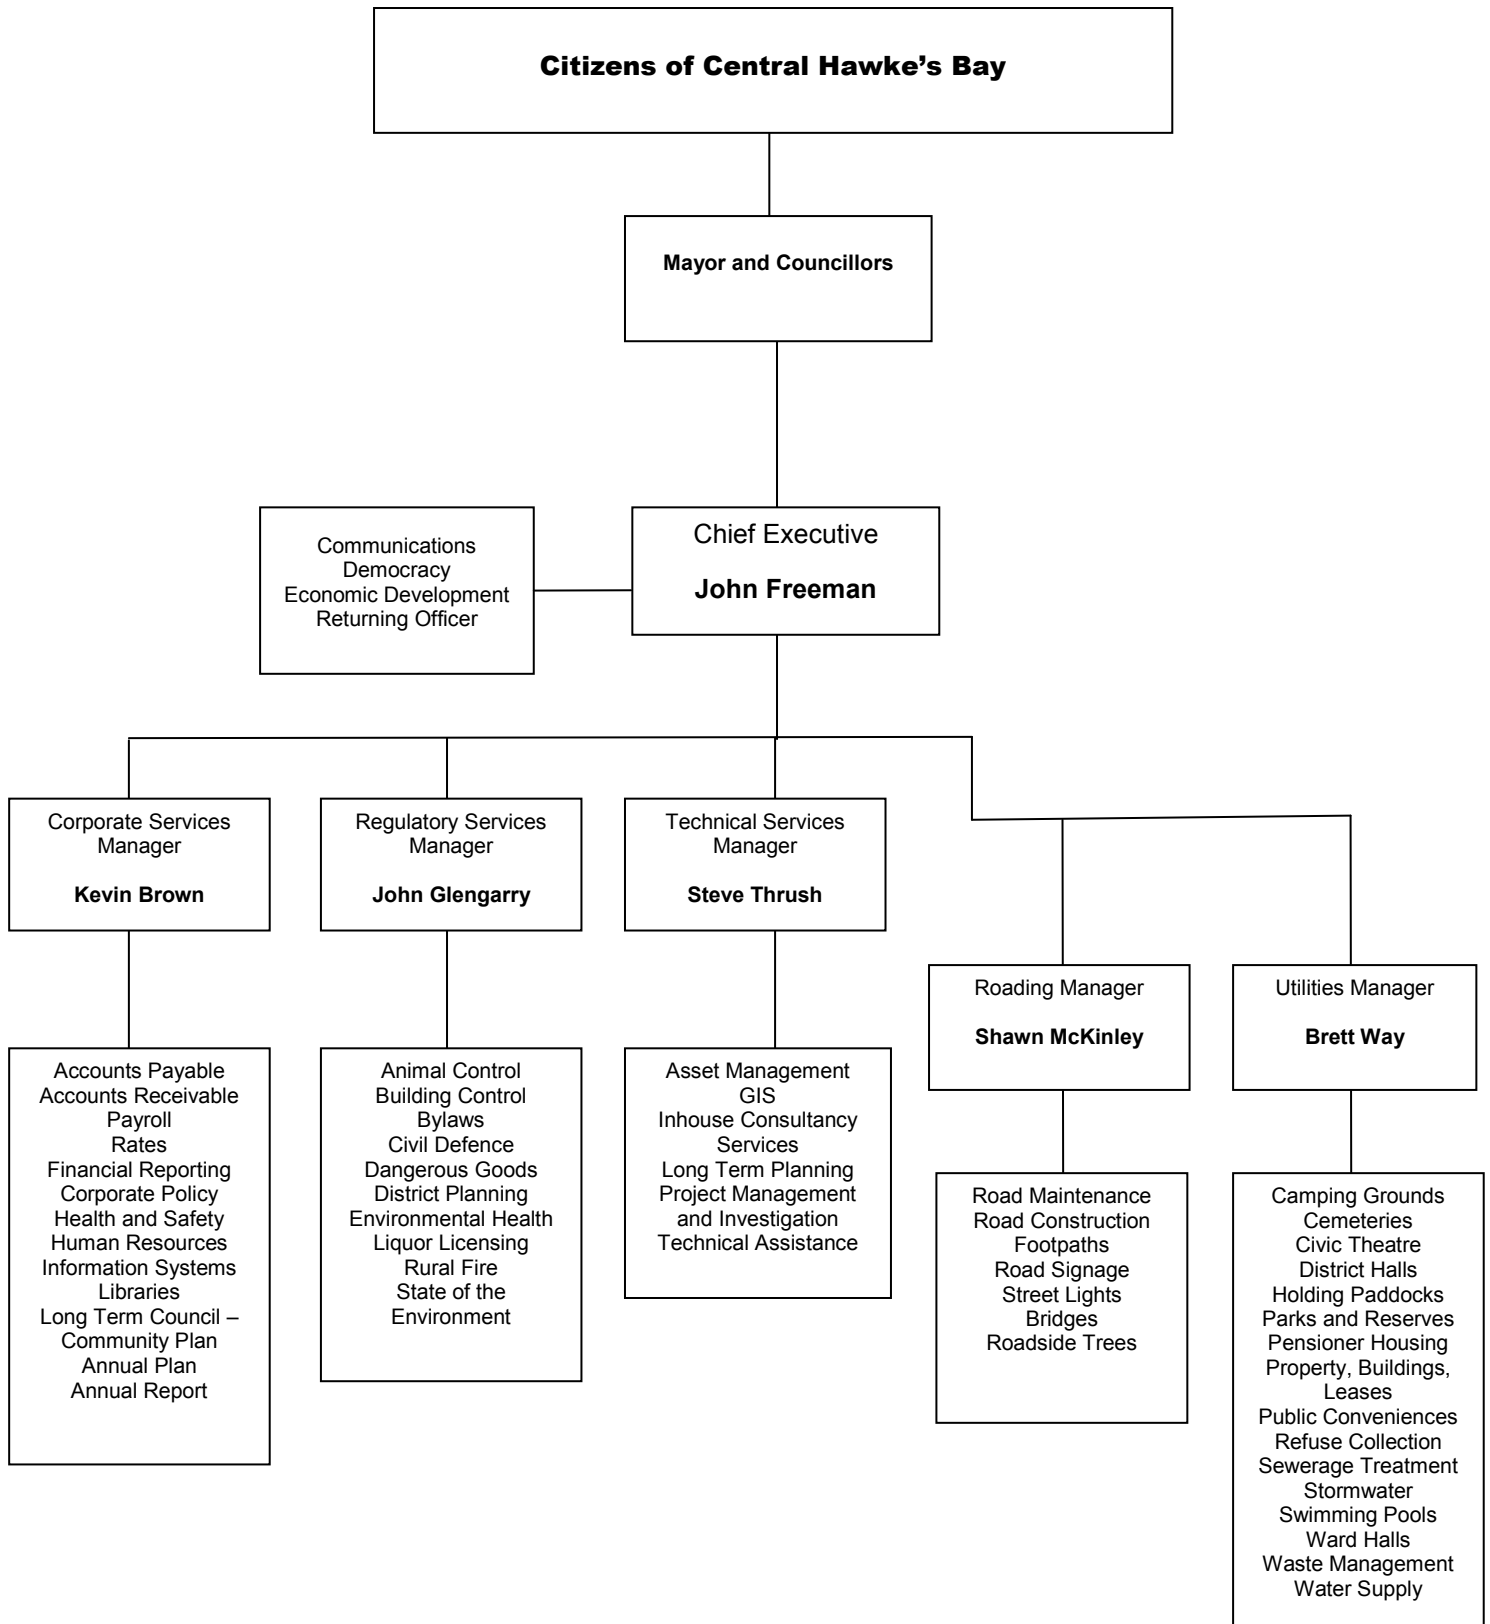 Citizens of Central Hawke’s Bay
Mayor and Councillors
Communications
Democracy
Economic Development
Returning Officer
Chief Executive
John Freeman
Corporate Services
Manager
Kevin Brown
Regulatory Services
Manager
John Glengarry
Technical Services
Manager
Steve Thrush
Roading Manager
Shawn McKinley
Utilities Manager
Brett Way
Accounts Payable
Accounts Receivable
Payroll
Rates
Financial Reporting
Corporate Policy
Health and Safety
Human Resources
Information Systems
Libraries
Long Term Council –
Community Plan
Annual Plan
Annual Report
Animal Control
Building Control
Bylaws
Civil Defence
Dangerous Goods
District Planning
Environmental Health
Liquor Licensing
Rural Fire
State of the
Environment
Asset Management
GIS
Inhouse Consultancy
Services
Long Term Planning
Project Management
and Investigation
Technical Assistance
Road Maintenance
Road Construction
Footpaths
Road Signage
Street Lights
Bridges
Roadside Trees
Camping Grounds
Cemeteries
Civic Theatre
District Halls
Holding Paddocks
Parks and Reserves
Pensioner Housing
Property, Buildings,
Leases
Public Conveniences
Refuse Collection
Sewerage Treatment
Stormwater
Swimming Pools
Ward Halls
Waste Management
Water Supply